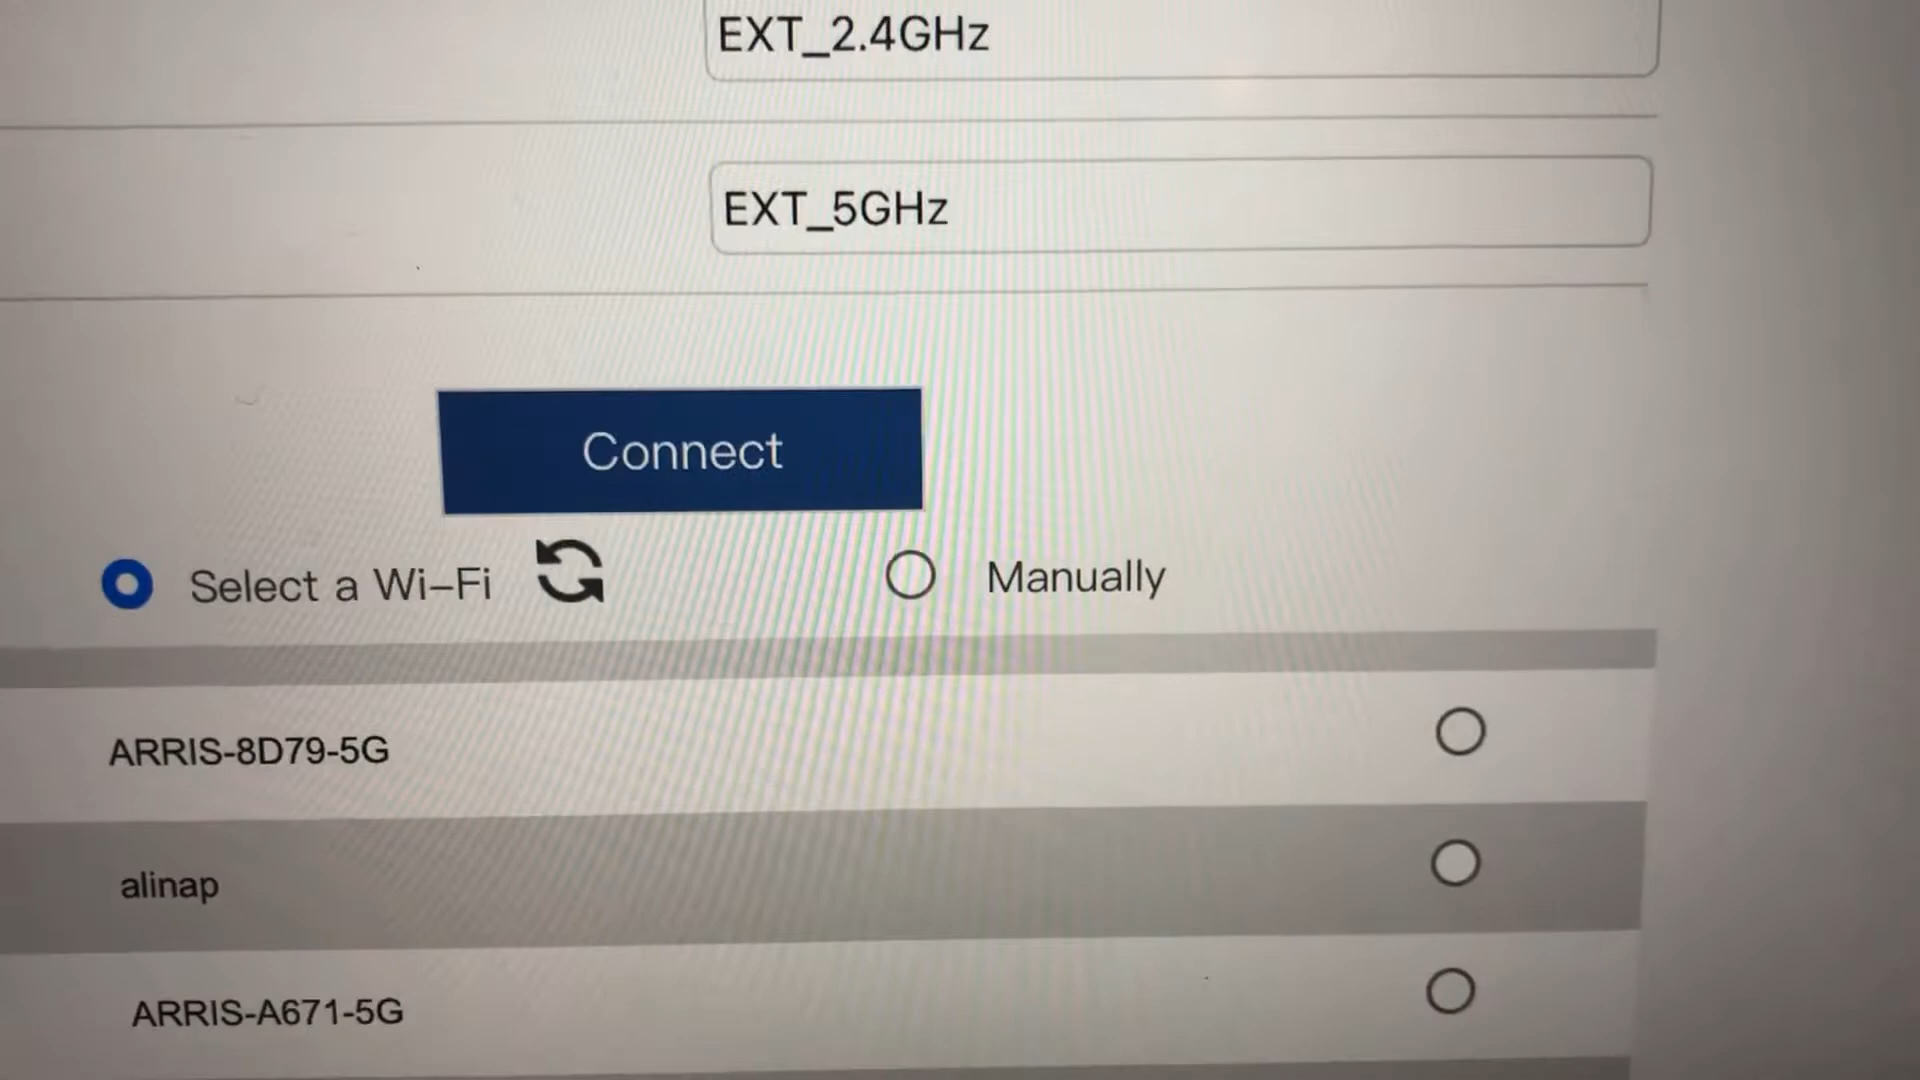 EXT_2.4GHz
EXT_5GHz
Connect
Select a Wi-Fi
Manually
ARRIS-8D79-5G
alinap
ARRIS-A671-5G